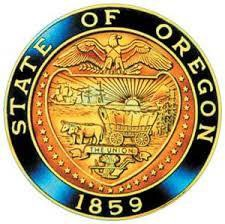 STATE OF OREGON
THE UNION
1859